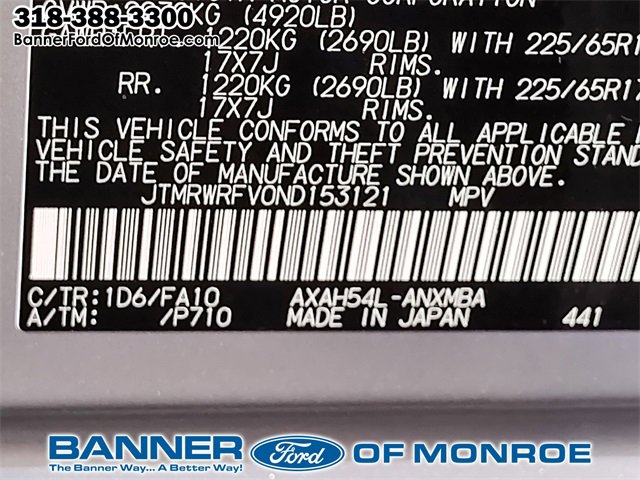 318-388-3300
BannerFordOfMonroe.com
MOTOR CORPORATION
(4920LB)
1220KG (2690LB) WITH 225/65R1
17X7J RIMS.
RR. 1220KG (2690LB) WITH 225/65R17
17X7J RIMS.
THIS VEHICLE CONFORMS TO ALL APPLICABLE
VEHICLE SAFETY AND THEFT PREVENTION STAND
THE DATE OF MANUFACTURE SHOWN ABOVE.
JTMRWRFV0ND153121 MPV
C/TR:1D6/FA10 AXAH54L-ANXMBA
A/TM: /P710 MADE IN JAPAN 441
BANNER Ford OF MONROE
The Banner Way... A Better Way!